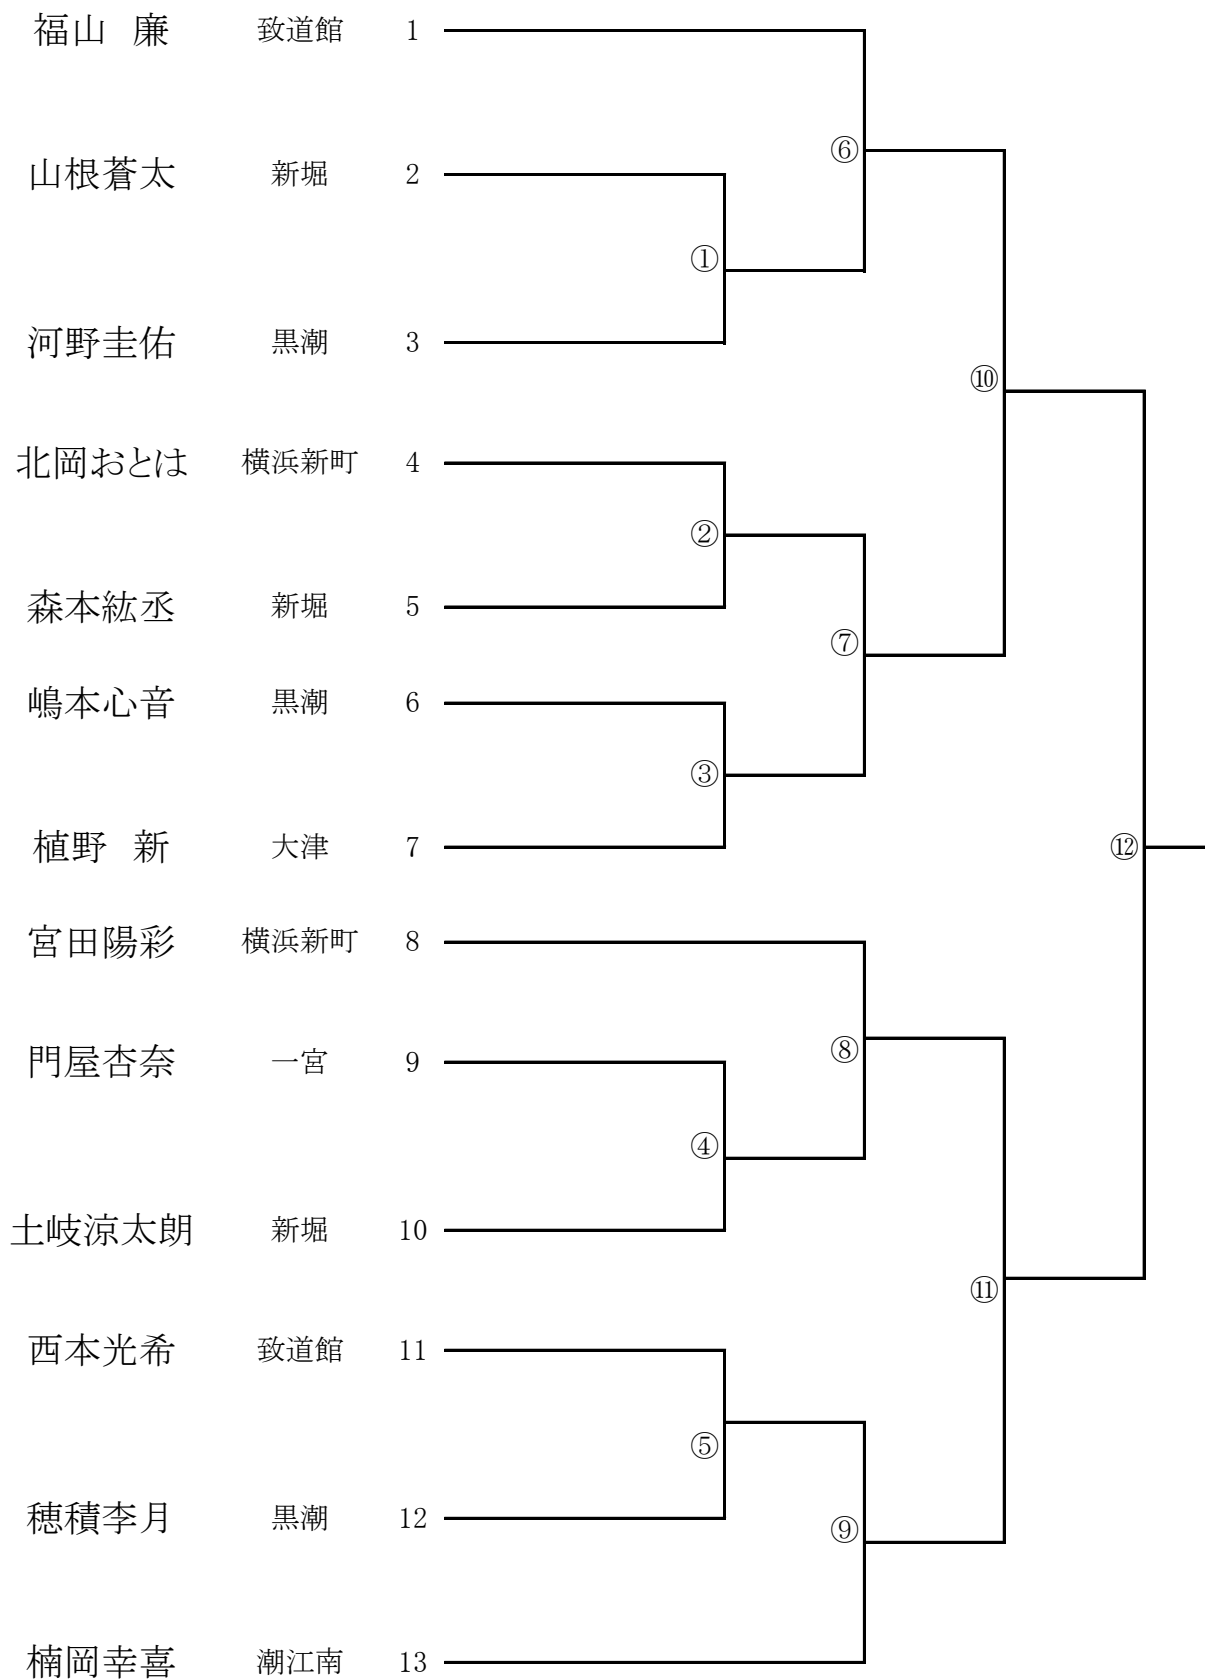 福山　廉　致道館　1
⑥
山根蒼太　新堀　2
①
河野圭佑　黒潮　3
⑩
北岡おとは　横浜新町　4
②
森本紘丞　新堀　5
⑦
嶋本心音　黒潮　6
③
植野　新　大津　7
⑫
宮田陽彩　横浜新町　8
⑧
門屋杏奈　一宮　9
④
土岐涼太朗　新堀　10
⑪
西本光希　致道館　11
⑤
穂積李月　黒潮　12
⑨
楠岡幸喜　潮江南　13